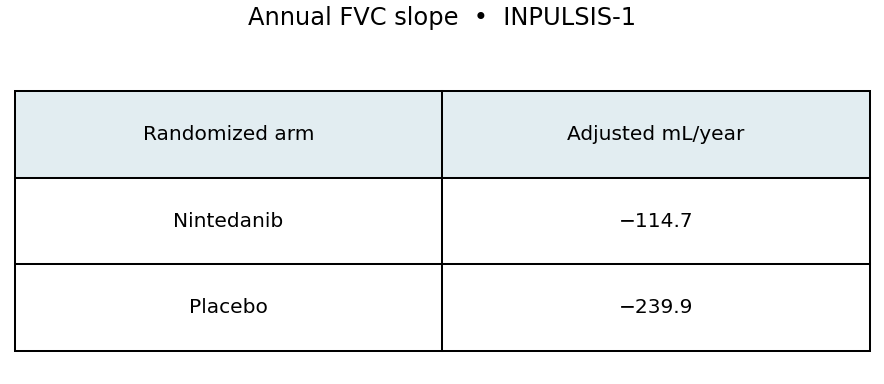 Annual FVC slope • INPULSIS-1
Randomized arm Adjusted mL/year
Nintedanib −114.7
Placebo −239.9